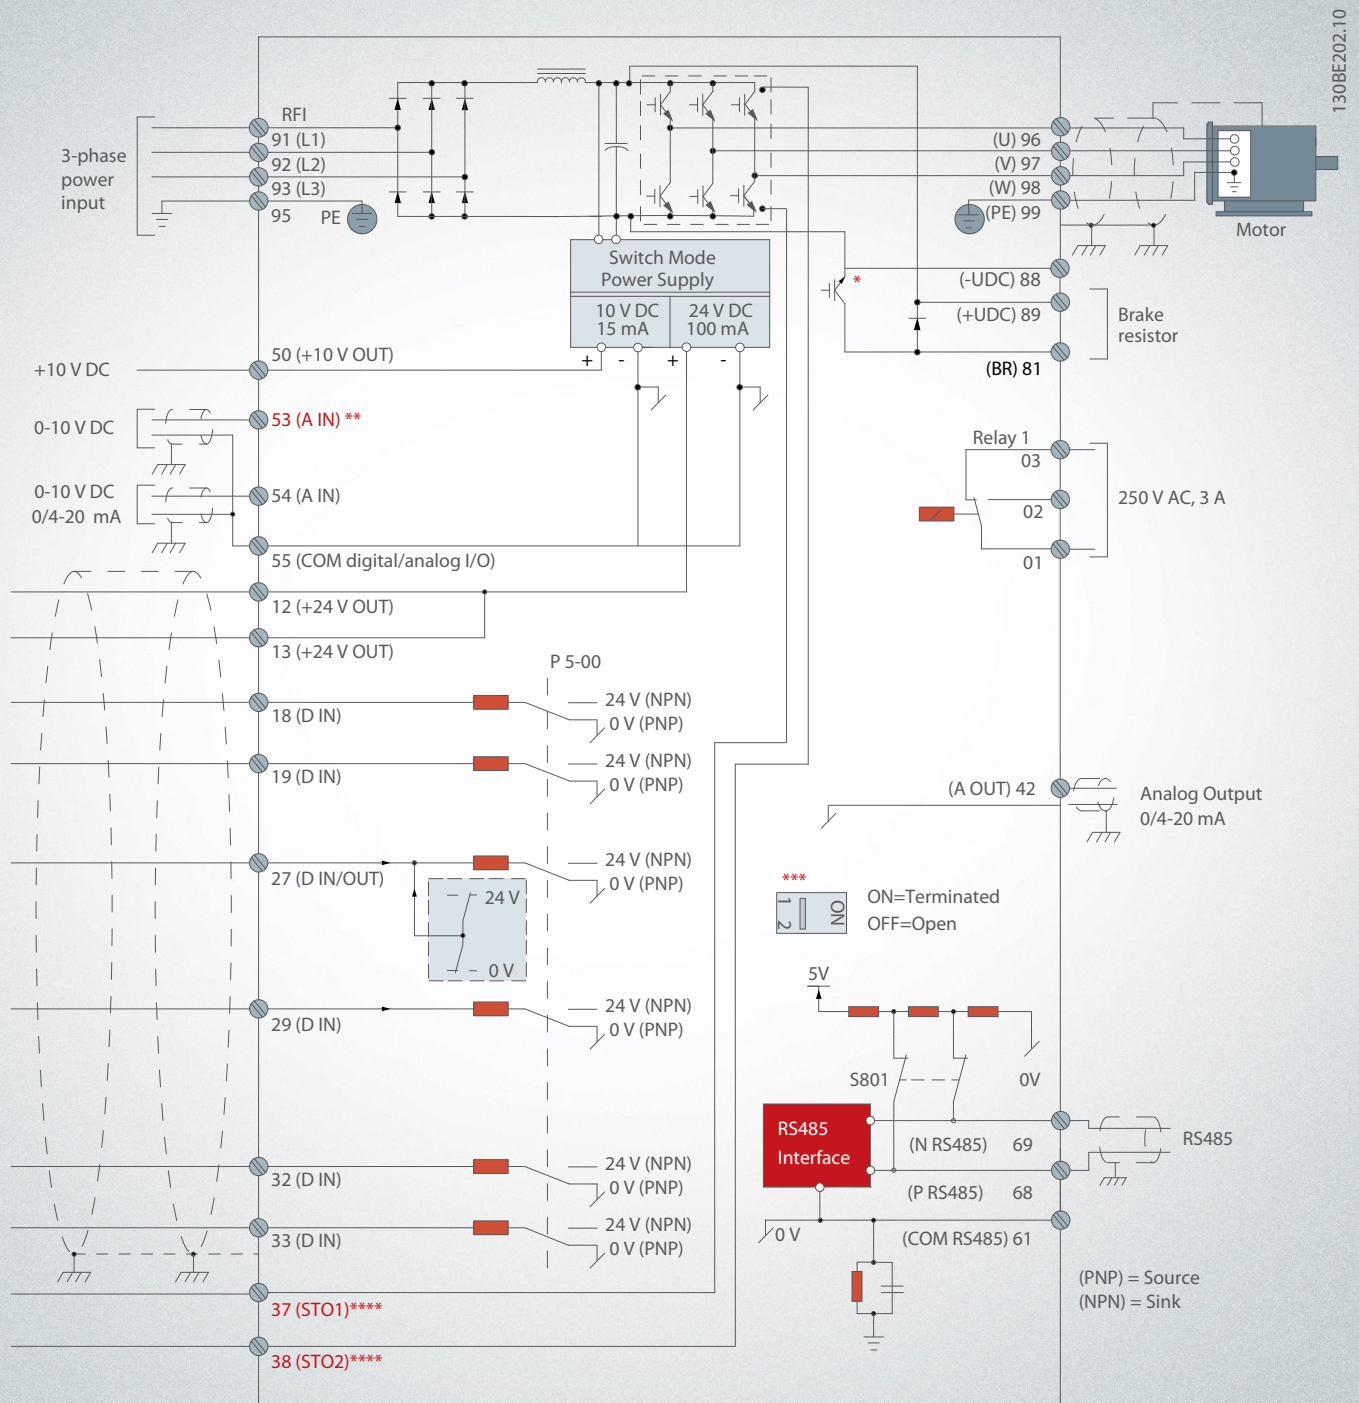 130BE202.10
RFI
91 (L1)
92 (L2)
93 (L3)
95
PE
3-phase
power
input
(U) 96
(V) 97
(W) 98
(PE) 99
Motor
Switch Mode
Power Supply
10 V DC
15 mA
24 V DC
100 mA
+ - + -
*
(-UDC) 88
(+UDC) 89
(BR) 81
Brake
resistor
+10 V DC
50 (+10 V OUT)
0-10 V DC
53 (A IN) **
0-10 V DC
0/4-20 mA
54 (A IN)
55 (COM digital/analog I/O)
12 (+24 V OUT)
13 (+24 V OUT)
Relay 1
03
02
01
250 V AC, 3 A
P 5-00
18 (D IN)
24 V (NPN)
0 V (PNP)
19 (D IN)
24 V (NPN)
0 V (PNP)
27 (D IN/OUT)
24 V (NPN)
0 V (PNP)
24 V
0 V
29 (D IN)
24 V (NPN)
0 V (PNP)
32 (D IN)
24 V (NPN)
0 V (PNP)
33 (D IN)
24 V (NPN)
0 V (PNP)
37 (STO1)****
38 (STO2)****
(A OUT) 42
Analog Output
0/4-20 mA
***
1 2
ON
ON=Terminated
OFF=Open
5V
S801
0V
RS485
Interface
(N RS485) 69
(P RS485) 68
RS485
0 V
(COM RS485) 61
(PNP) = Source
(NPN) = Sink